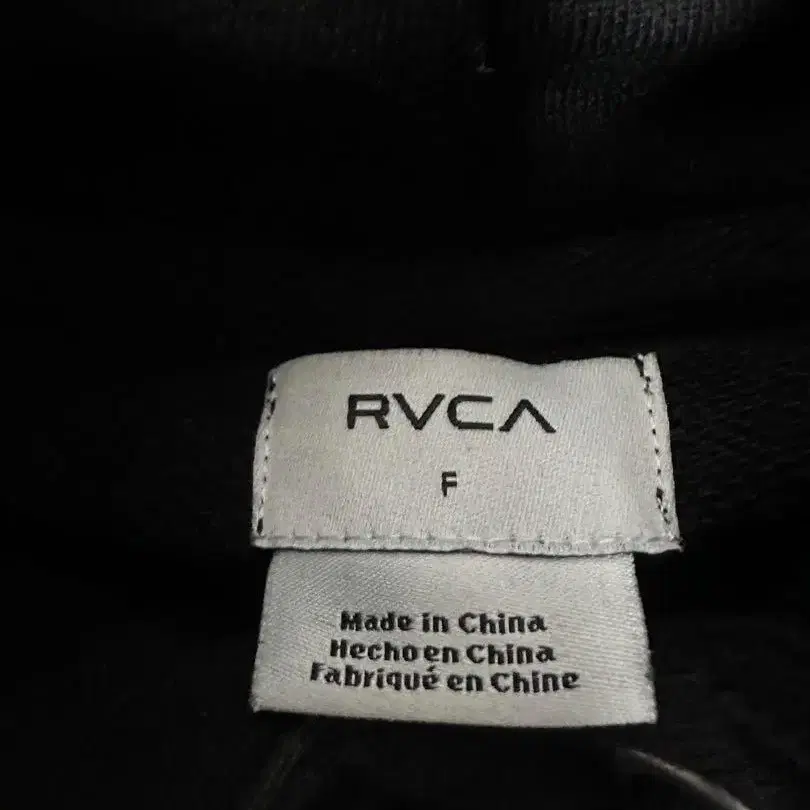 RVCA
F
Made in China
Hecho en China
Fabriqué en Chine